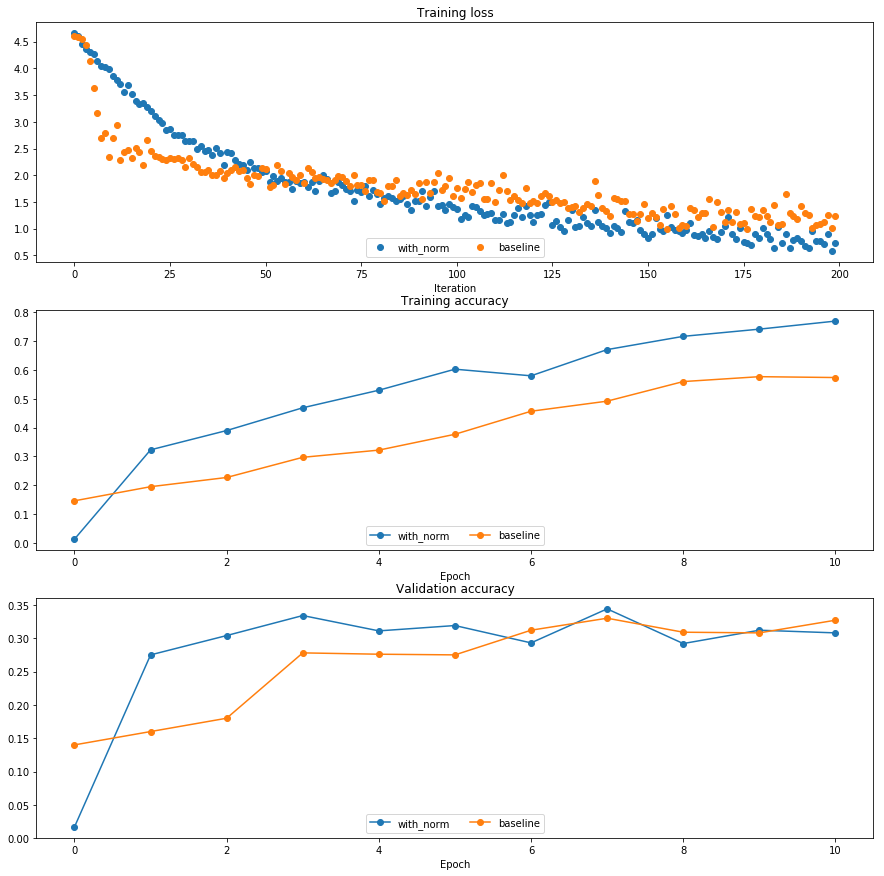 Training loss
4.5
4.0
3.5
3.0
2.5
2.0
1.5
1.0
0.5
with_norm baseline
0 25 50 75 100 125 150 175 200
Iteration
Training accuracy
0.8
0.7
0.6
0.5
0.4
0.3
0.2
0.1
0.0
with_norm baseline
0 2 4 6 8 10
Epoch
Validation accuracy
0.35
0.30
0.25
0.20
0.15
0.10
0.05
0.00
with_norm baseline
0 2 4 6 8 10
Epoch